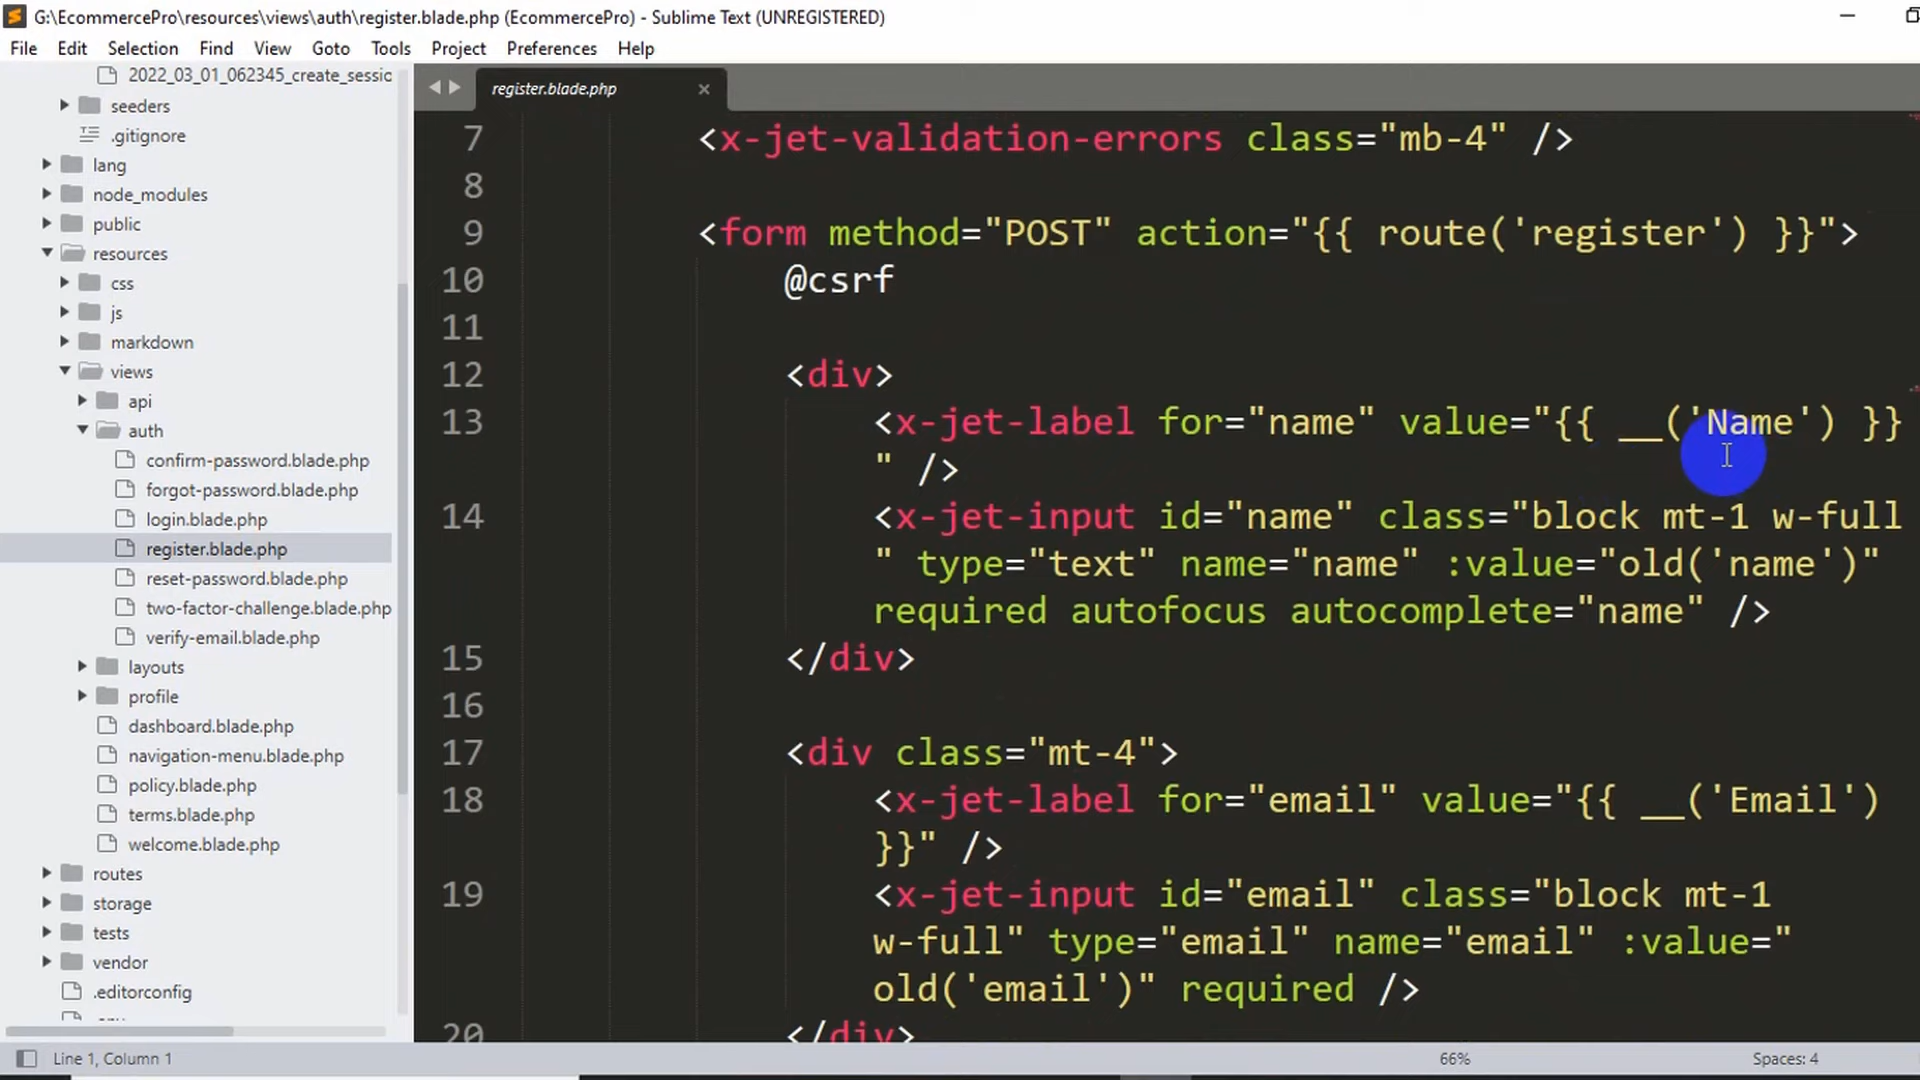 G:\EcommercePro\resources\views\auth\register.blade.php (EcommercePro) - Sublime Text (UNREGISTERED)
File Edit Selection Find View Goto Tools Project Preferences Help
2022_03_01_062345_create_sessio
seeders
.gitignore
lang
node_modules
public
resources
css
js
markdown
views
api
auth
confirm-password.blade.php
forgot-password.blade.php
login.blade.php
register.blade.php
reset-password.blade.php
two-factor-challenge.blade.php
verify-email.blade.php
layouts
profile
dashboard.blade.php
navigation-menu.blade.php
policy.blade.php
terms.blade.php
welcome.blade.php
routes
storage
tests
vendor
.editorconfig
register.blade.php
7 <x-jet-validation-errors class="mb-4" />
8
9 <form method="POST" action="{{ route('register') }}">
10 @csrf
11
12 <div>
13 <x-jet-label for="name" value="{{ __('Name') }}
" />
14 <x-jet-input id="name" class="block mt-1 w-full
" type="text" name="name" :value="old('name')"
required autofocus autocomplete="name" />
15 </div>
16
17 <div class="mt-4">
18 <x-jet-label for="email" value="{{ __('Email')
}}" />
19 <x-jet-input id="email" class="block mt-1
w-full" type="email" name="email" :value="
old('email')" required />
20 </div>
Line 1, Column 1 66% Spaces: 4